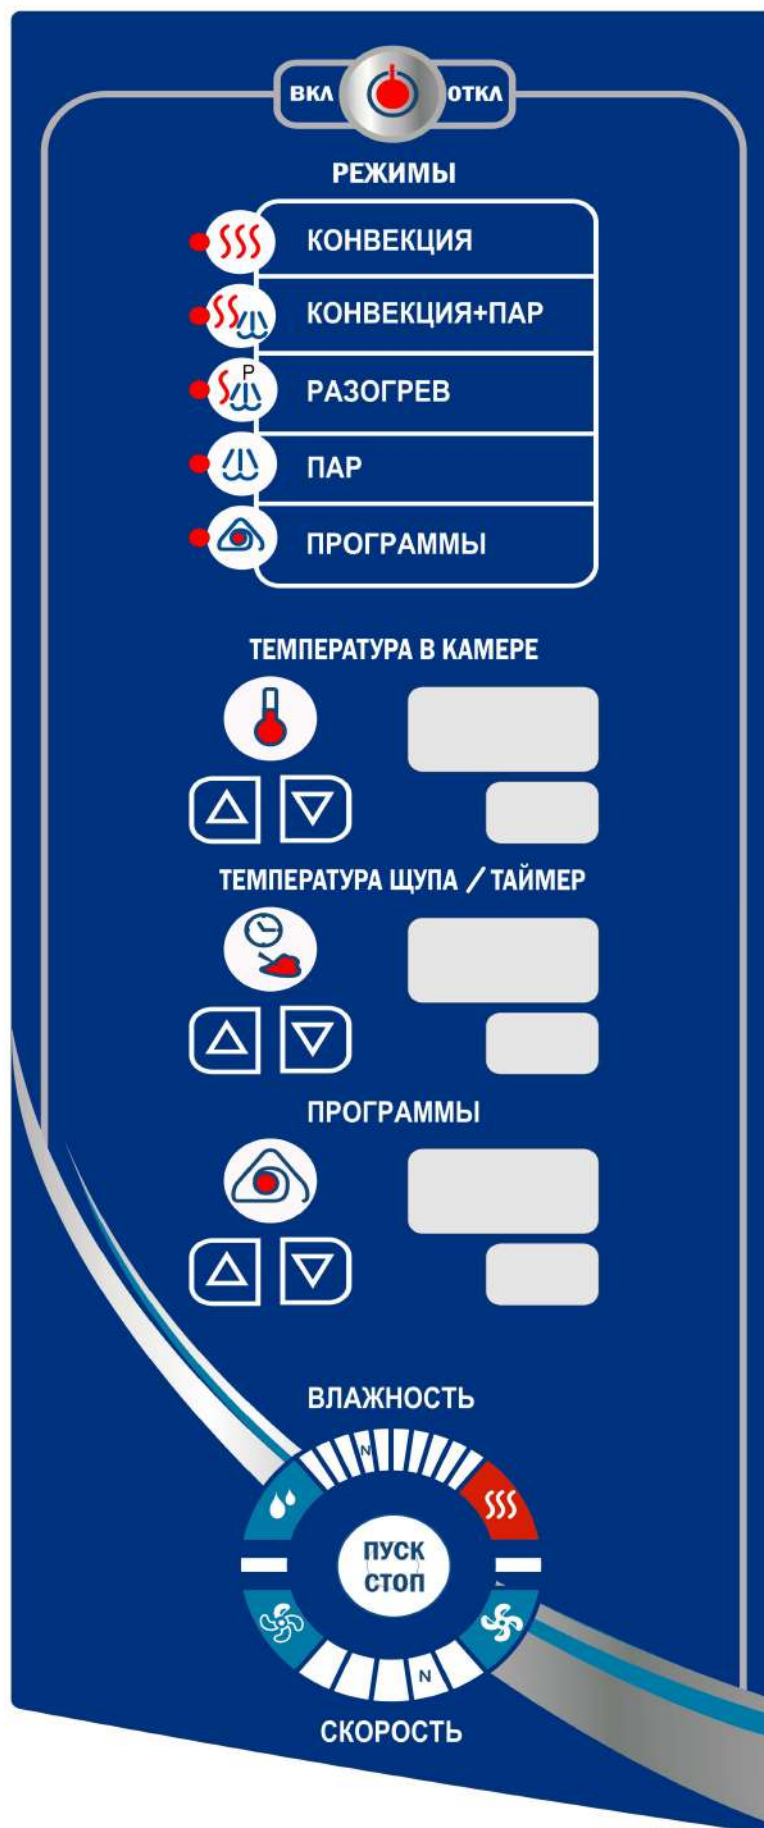 ВКЛ ОТКЛ
РЕЖИМЫ
КОНВЕКЦИЯ
КОНВЕКЦИЯ+ПАР
P
РАЗОГРЕВ
ПАР
ПРОГРАММЫ
ТЕМПЕРАТУРА В КАМЕРЕ
ТЕМПЕРАТУРА ЩУПА / ТАЙМЕР
ПРОГРАММЫ
ВЛАЖНОСТЬ
N
ПУСК
СТОП
N
СКОРОСТЬ